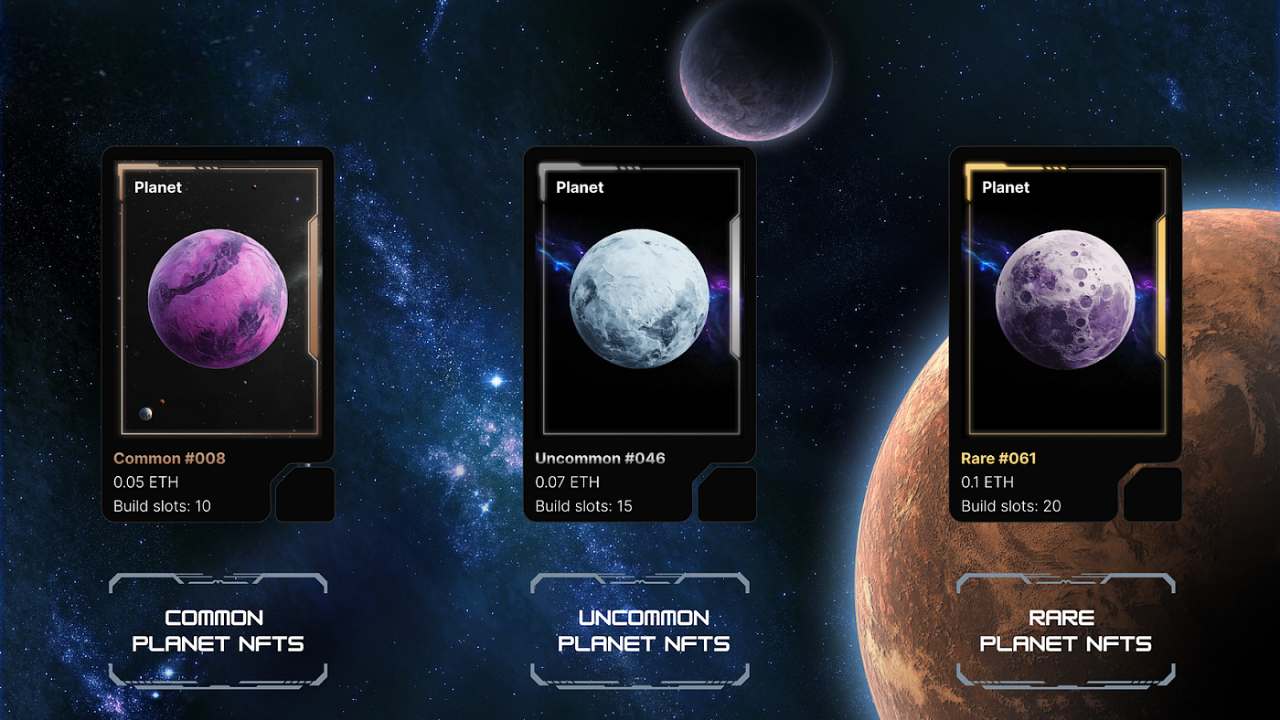 Planet
Common #008
0.05 ETH
Build slots: 10
COMMON
PLANET NFTS
Planet
Uncommon #046
0.07 ETH
Build slots: 15
UNCOMMON
PLANET NFTS
Planet
Rare #061
0.1 ETH
Build slots: 20
RARE
PLANET NFTS